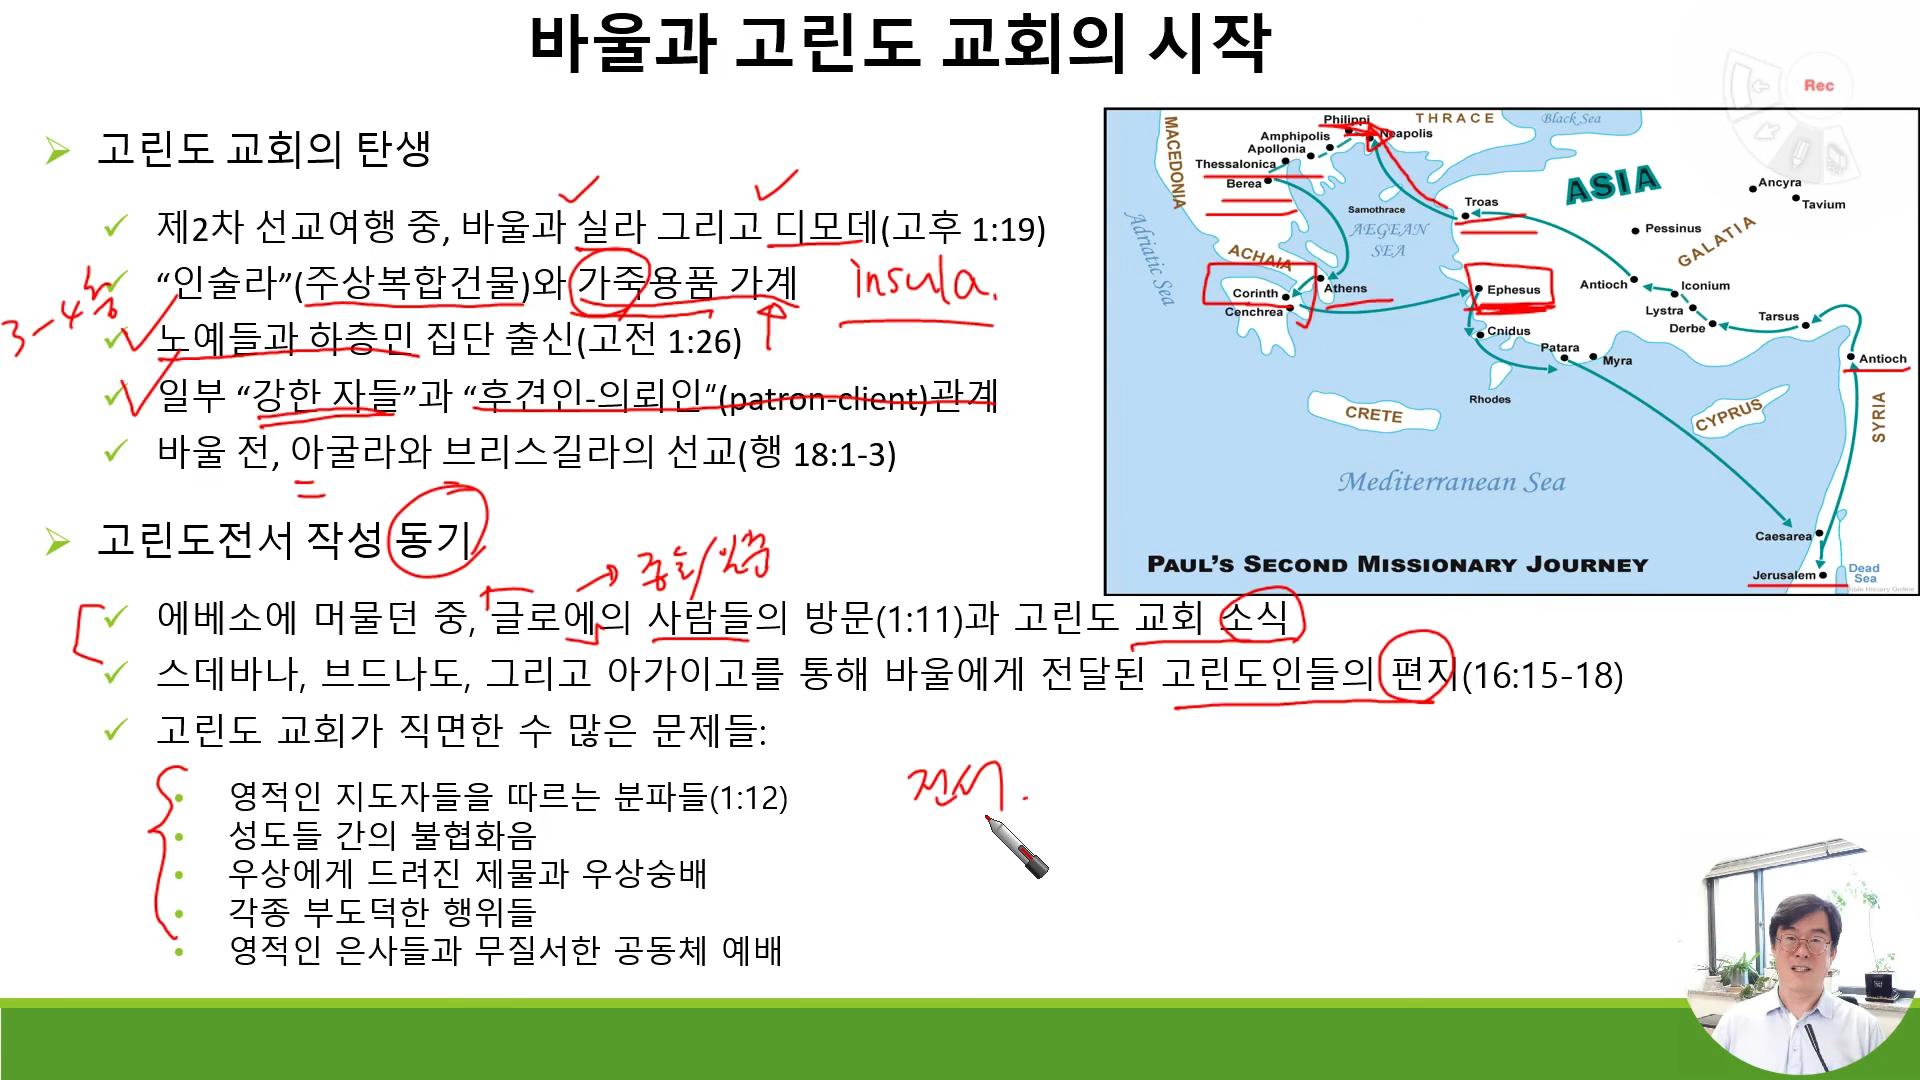 바울과 고린도 교회의 시작
Rec
고린도 교회의 탄생
제2차 선교여행 중, 바울과 실라 그리고 디모데(고후 1:19)
“인술라”(주상복합건물)와 가죽용품 가계
insula.
3-4층
노예들과 하층민 집단 출신(고전 1:26)
일부 “강한 자들”과 “후견인-의뢰인“(patron-client)관계
바울 전, 아굴라와 브리스길라의 선교(행 18:1-3)
고린도전서 작성 동기
에베소에 머물던 중, 글로에의 사람들의 방문(1:11)과 고린도 교회 소식
스데바나, 브드나도, 그리고 아가이고를 통해 바울에게 전달된 고린도인들의 편지(16:15-18)
고린도 교회가 직면한 수 많은 문제들:
영적인 지도자들을 따르는 분파들(1:12)
전서.
성도들 간의 불협화음
우상에게 드려진 제물과 우상숭배
각종 부도덕한 행위들
영적인 은사들과 무질서한 공동체 예배
MACEDONIA
Philippi
THRACE
Black Sea
Neapolis
Amphipolis
Apollonia
Thessalonica
Berea
ASIA
Ancyra
Tavium
Troas
Samothrace
AEGEAN
SEA
Adriatic Sea
Pessinus
GALATIA
ACHAIA
Athens
Corinth
Cenchrea
Ephesus
Antioch
Iconium
Lystra
Derbe
Tarsus
Cnidus
Patara
Myra
Antioch
Rhodes
CRETE
CYPRUS
SYRIA
Mediterranean Sea
Caesarea
PAUL'S SECOND MISSIONARY JOURNEY
Jerusalem
Dead
Sea
Bible History Online